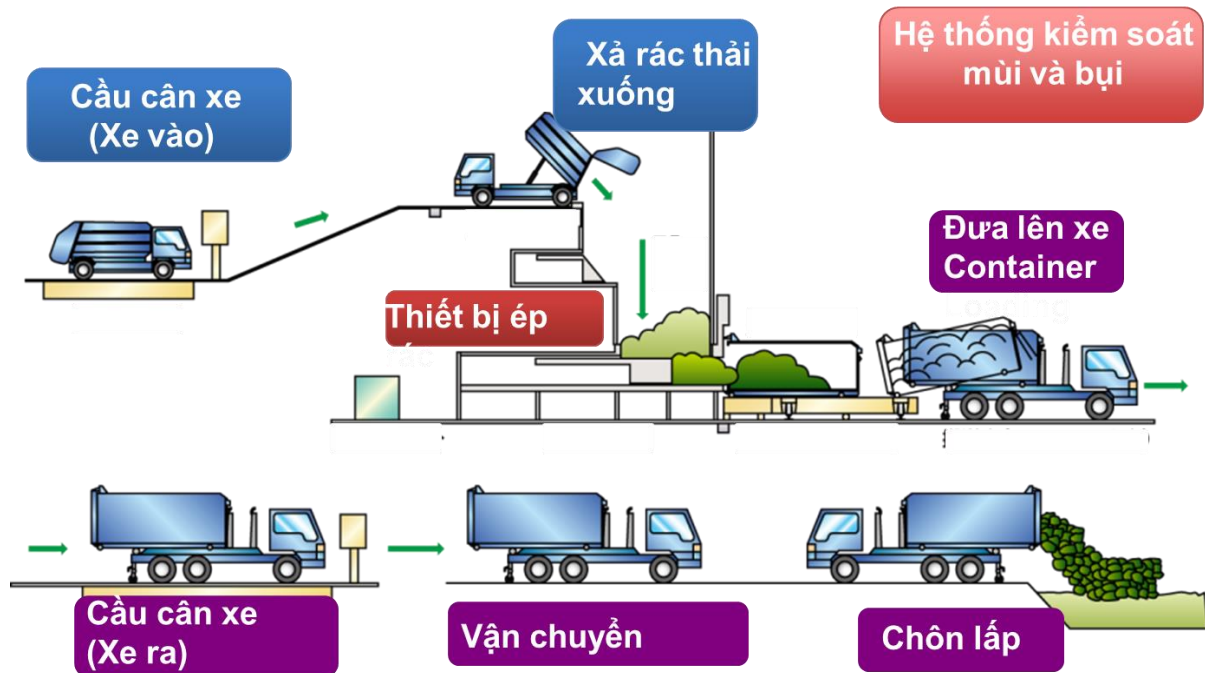 Cầu cân xe
(Xe vào)
Xả rác thải
xuống
Hệ thống kiểm soát
mùi và bụi
Thiết bị ép
rác
Đưa lên xe
Container
Cầu cân xe
(Xe ra)
Vận chuyển
Chôn lấp